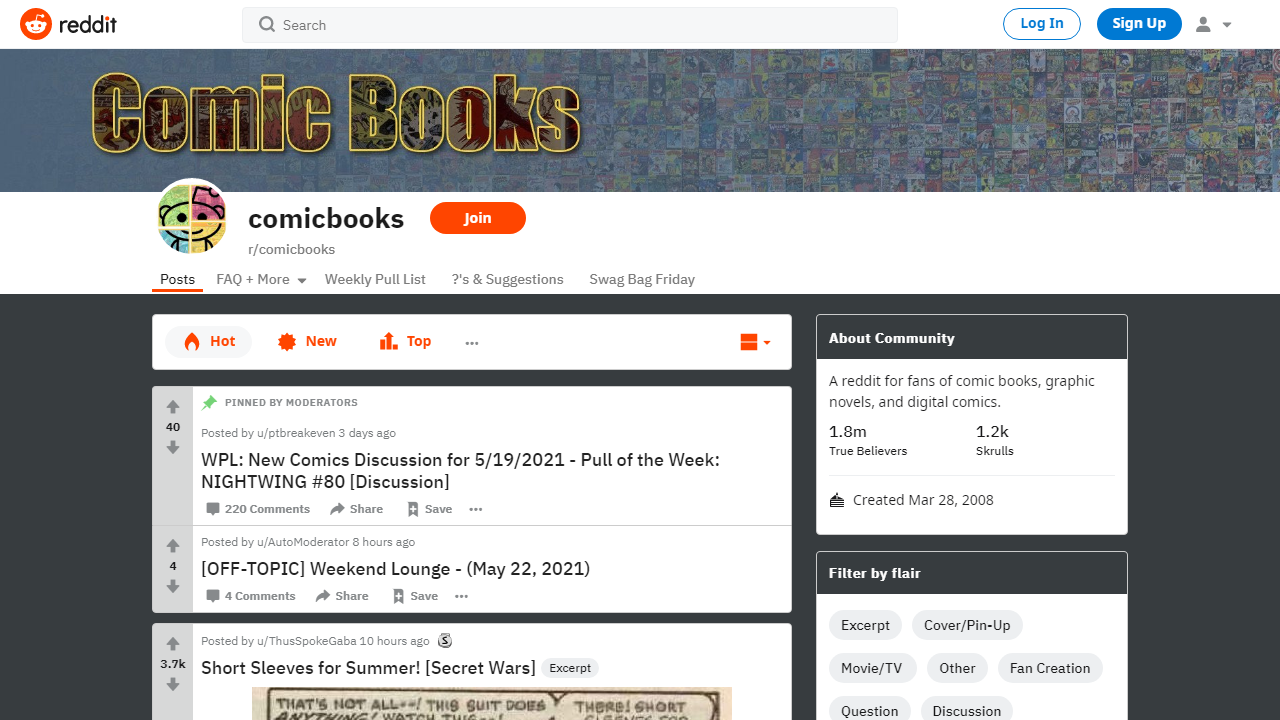 reddit
Search
Log In
Sign Up
Comic Books
comicbooks
Join
r/comicbooks
Posts
FAQ + More
Weekly Pull List
?'s & Suggestions
Swag Bag Friday
Hot
New
Top
40
PINNED BY MODERATORS
Posted by u/ptbreakeven 3 days ago
WPL: New Comics Discussion for 5/19/2021 - Pull of the Week:
NIGHTWING #80 [Discussion]
220 Comments
Share
Save
4
Posted by u/AutoModerator 8 hours ago
[OFF-TOPIC] Weekend Lounge - (May 22, 2021)
4 Comments
Share
Save
3.7k
Posted by u/ThusSpokeGaba 10 hours ago
Short Sleeves for Summer! [Secret Wars]
Excerpt
THAT'S NOT ALL--! THIS SUIT DOES
ANYTHING! WATCH THIS--!
THERE! SHORT
SLEEVES FOR
About Community
A reddit for fans of comic books, graphic
novels, and digital comics.
1.8m
True Believers
1.2k
Skrulls
Created Mar 28, 2008
Filter by flair
Excerpt
Cover/Pin-Up
Movie/TV
Other
Fan Creation
Question
Discussion